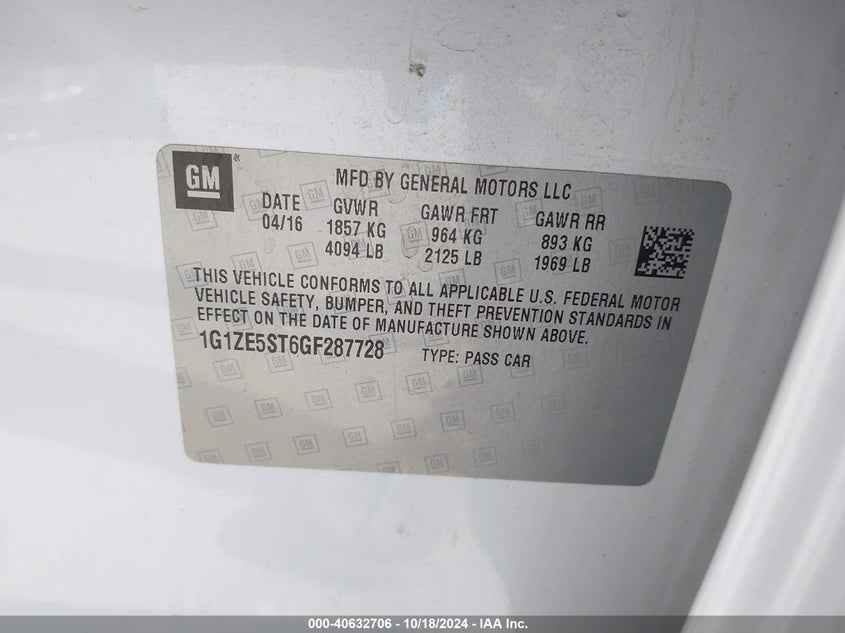 GM®
MFD BY GENERAL MOTORS LLC
DATE GVWR GAWR FRT GAWR RR
04/16 1857 KG 964 KG 893 KG
4094 LB 2125 LB 1969 LB
THIS VEHICLE CONFORMS TO ALL APPLICABLE U.S. FEDERAL MOTOR
VEHICLE SAFETY, BUMPER, AND THEFT PREVENTION STANDARDS IN
EFFECT ON THE DATE OF MANUFACTURE SHOWN ABOVE.
1G1ZE5ST6GF287728 TYPE: PASS CAR
000-40632706 - 10/18/2024 - © IAA Inc.